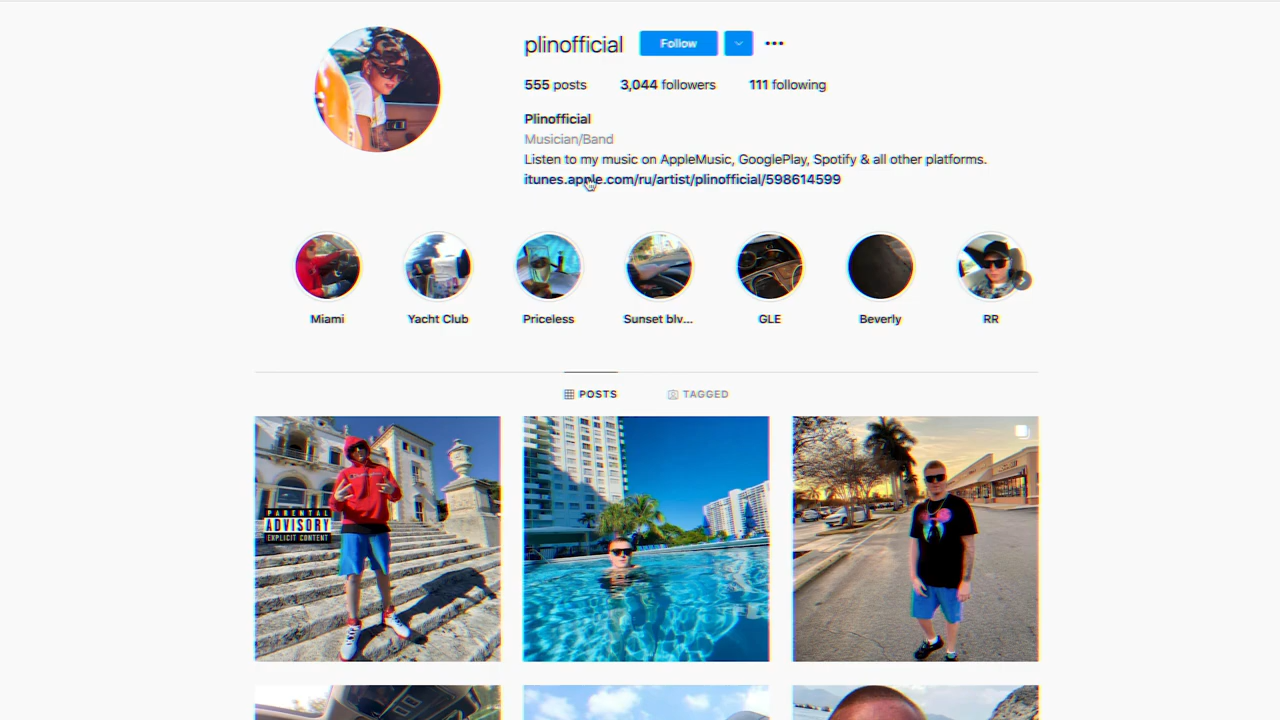 plinofficial Follow
555 posts 3,044 followers 111 following
Plinofficial
Musician/Band
Listen to my music on AppleMusic, GooglePlay, Spotify & all other platforms.
itunes.apple.com/ru/artist/plinofficial/598614599
Miami Yacht Club Priceless Sunset blv... GLE Beverly RR
POSTS TAGGED
PARENTAL
ADVISORY
EXPLICIT CONTENT